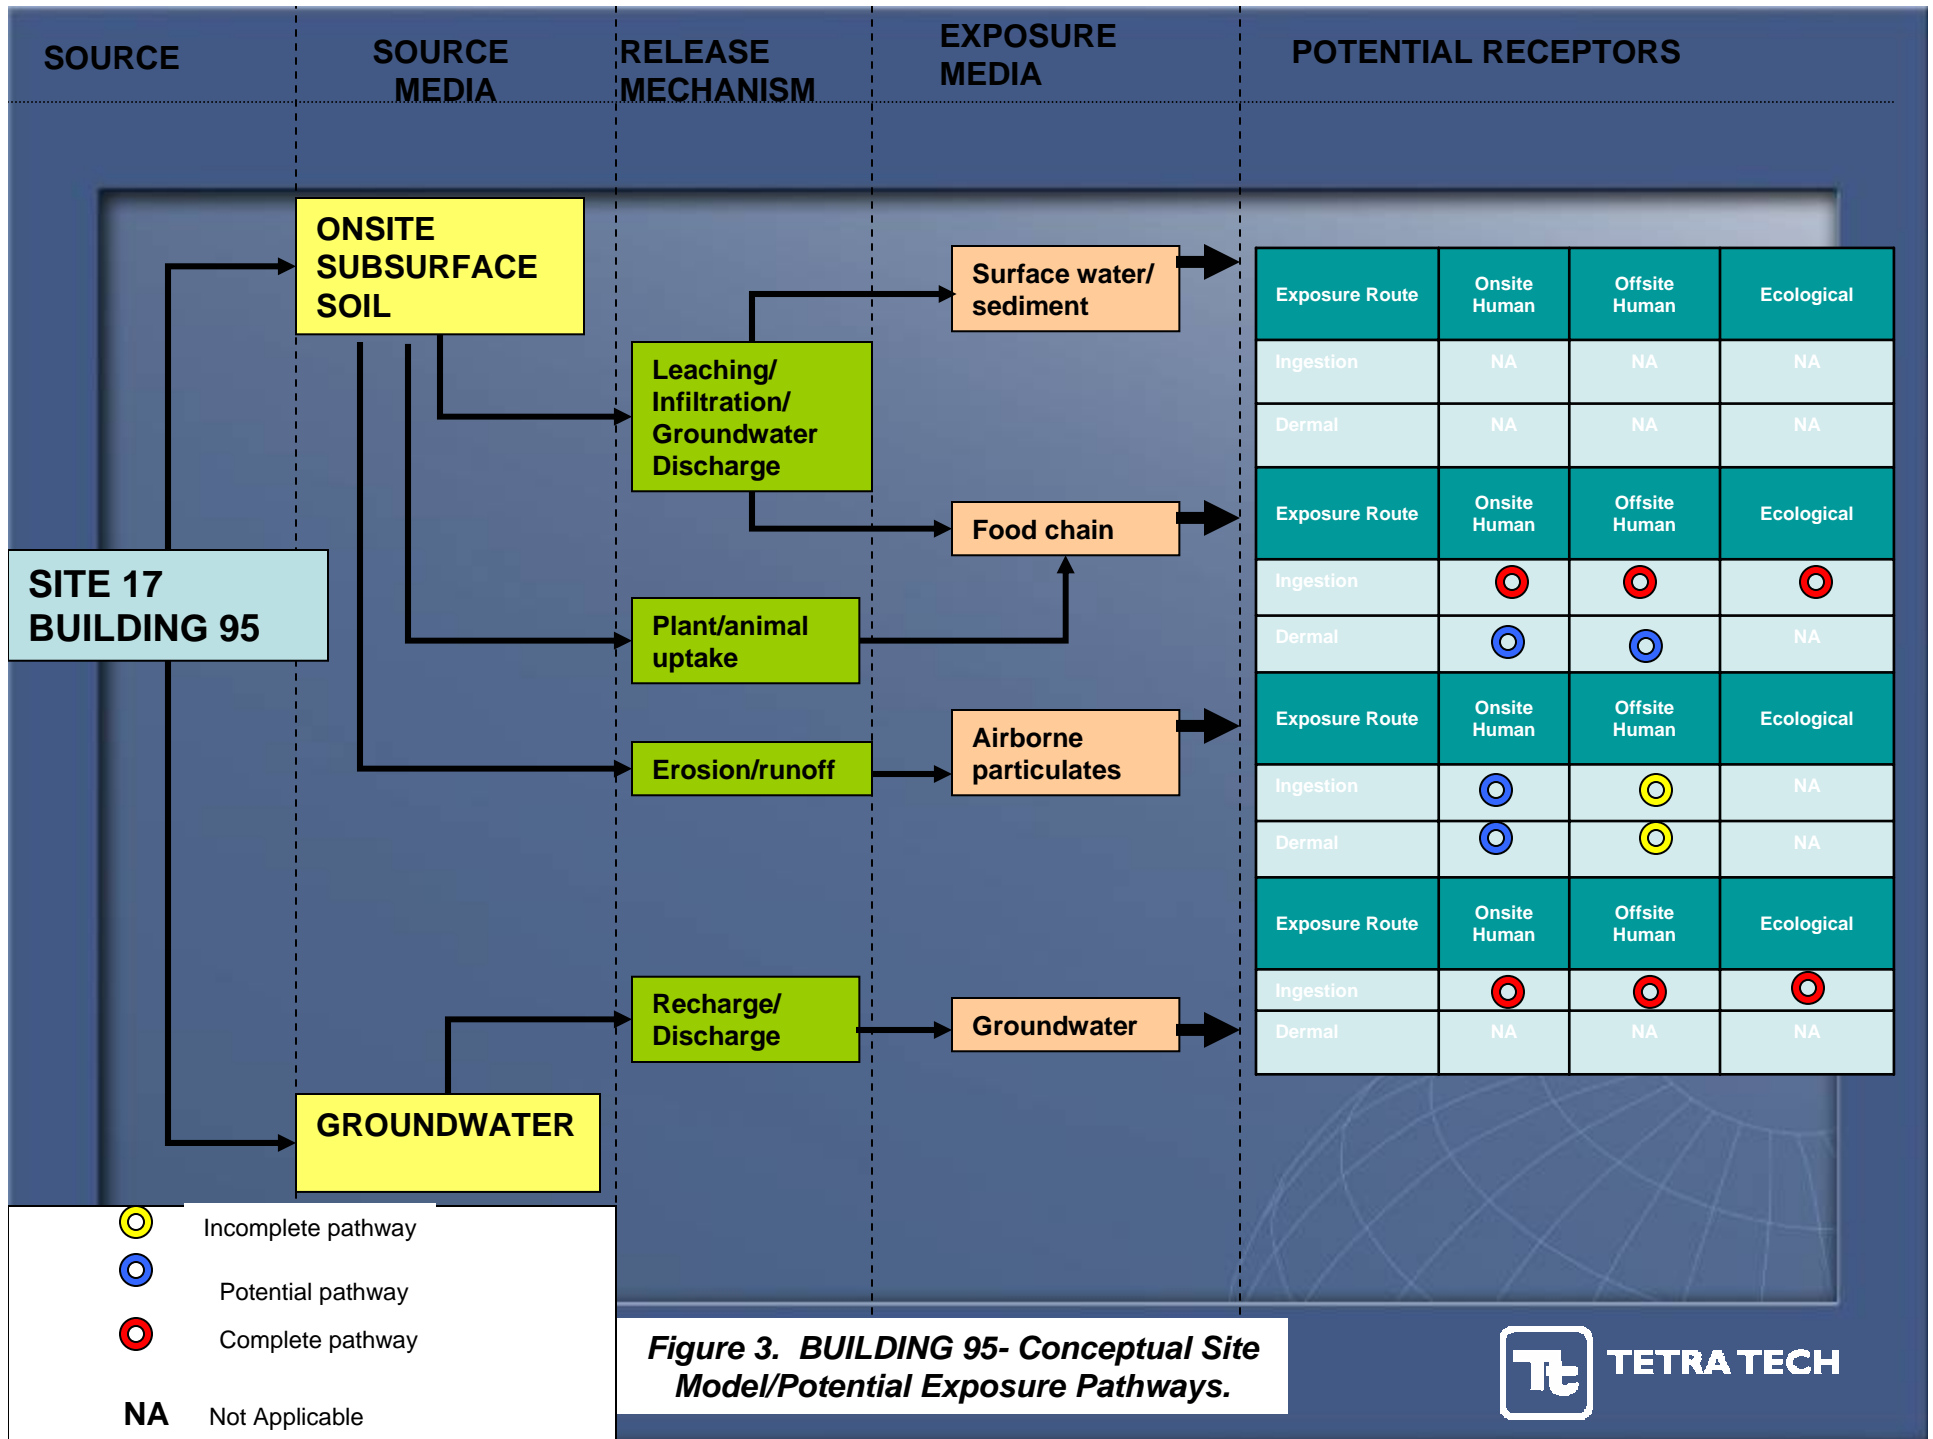 SOURCE
SOURCE
MEDIA
RELEASE
MECHANISM
EXPOSURE
MEDIA
POTENTIAL RECEPTORS
ONSITE
SUBSURFACE
SOIL
SITE 17
BUILDING 95
GROUNDWATER
Leaching/
Infiltration/
Groundwater
Discharge
Plant/animal
uptake
Erosion/runoff
Recharge/
Discharge
Surface water/
sediment
Food chain
Airborne
particulates
Groundwater
Exposure Route
Onsite
Human
Offsite
Human
Ecological
Ingestion
NA
NA
NA
Dermal
NA
NA
NA
Exposure Route
Onsite
Human
Offsite
Human
Ecological
Ingestion
Dermal
NA
Exposure Route
Onsite
Human
Offsite
Human
Ecological
Ingestion
NA
Dermal
NA
Exposure Route
Onsite
Human
Offsite
Human
Ecological
Ingestion
Dermal
NA
NA
NA
Incomplete pathway
Potential pathway
Complete pathway
NA Not Applicable
Figure 3. BUILDING 95- Conceptual Site
Model/Potential Exposure Pathways.
Tt
TETRA TECH